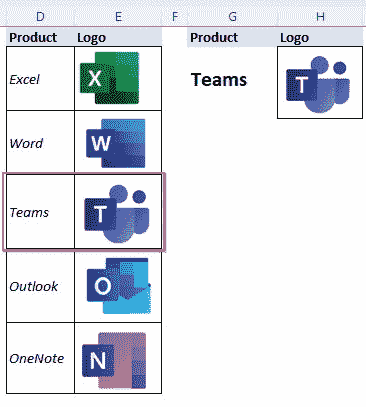 D E F G H
Product Logo Product Logo
Excel X Teams T
Word W
Teams T
Outlook O
OneNote N